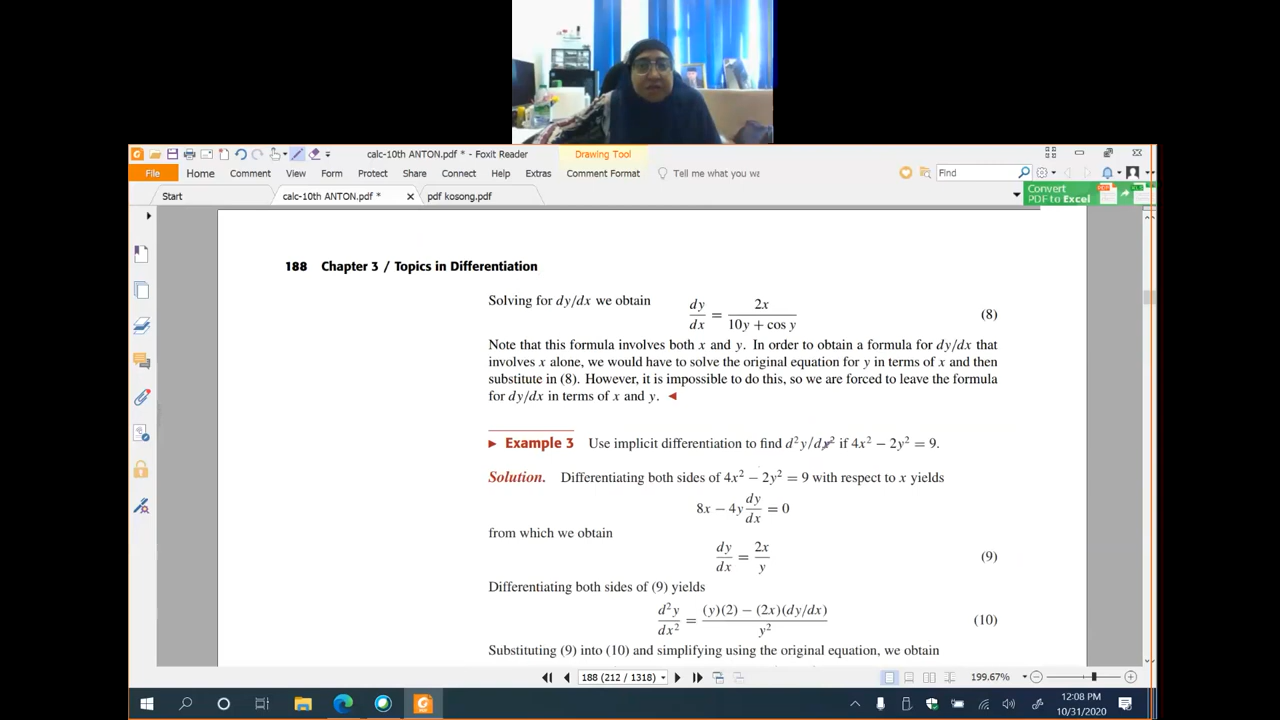 calc-10th ANTON.pdf * - Foxit Reader
Drawing Tool
File Home Comment View Form Protect Share Connect Help Extras Comment Format Tell me what you wa Find
Start calc-10th ANTON.pdf * pdf kosong.pdf
Convert
PDF to Excel
188 Chapter 3 / Topics in Differentiation
Solving for dy/dx we obtain
dy/dx = 2x/(10y + cos y) (8)
Note that this formula involves both x and y. In order to obtain a formula for dy/dx that
involves x alone, we would have to solve the original equation for y in terms of x and then
substitute in (8). However, it is impossible to do this, so we are forced to leave the formula
for dy/dx in terms of x and y. ◄
► Example 3 Use implicit differentiation to find d²y/dx² if 4x² − 2y² = 9.
Solution. Differentiating both sides of 4x² − 2y² = 9 with respect to x yields
8x − 4y dy/dx = 0
from which we obtain
dy/dx = 2x/y (9)
Differentiating both sides of (9) yields
d²y/dx² = ((y)(2) − (2x)(dy/dx))/y² (10)
Substituting (9) into (10) and simplifying using the original equation, we obtain
188 (212 / 1318) 199.67%
12:08 PM
10/31/2020